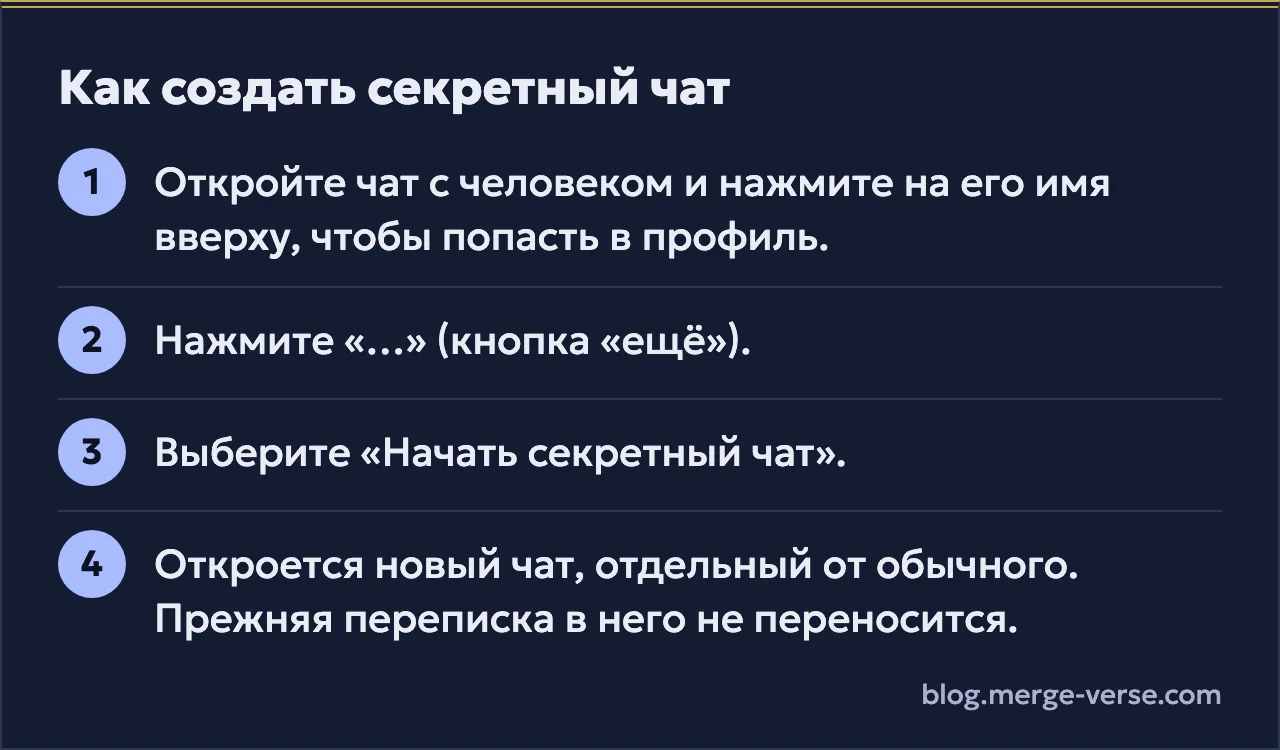 Как создать секретный чат
1
Откройте чат с человеком и нажмите на его имя
вверху, чтобы попасть в профиль.
2
Нажмите «…» (кнопка «ещё»).
3
Выберите «Начать секретный чат».
4
Откроется новый чат, отдельный от обычного.
Прежняя переписка в него не переносится.
blog.merge-verse.com